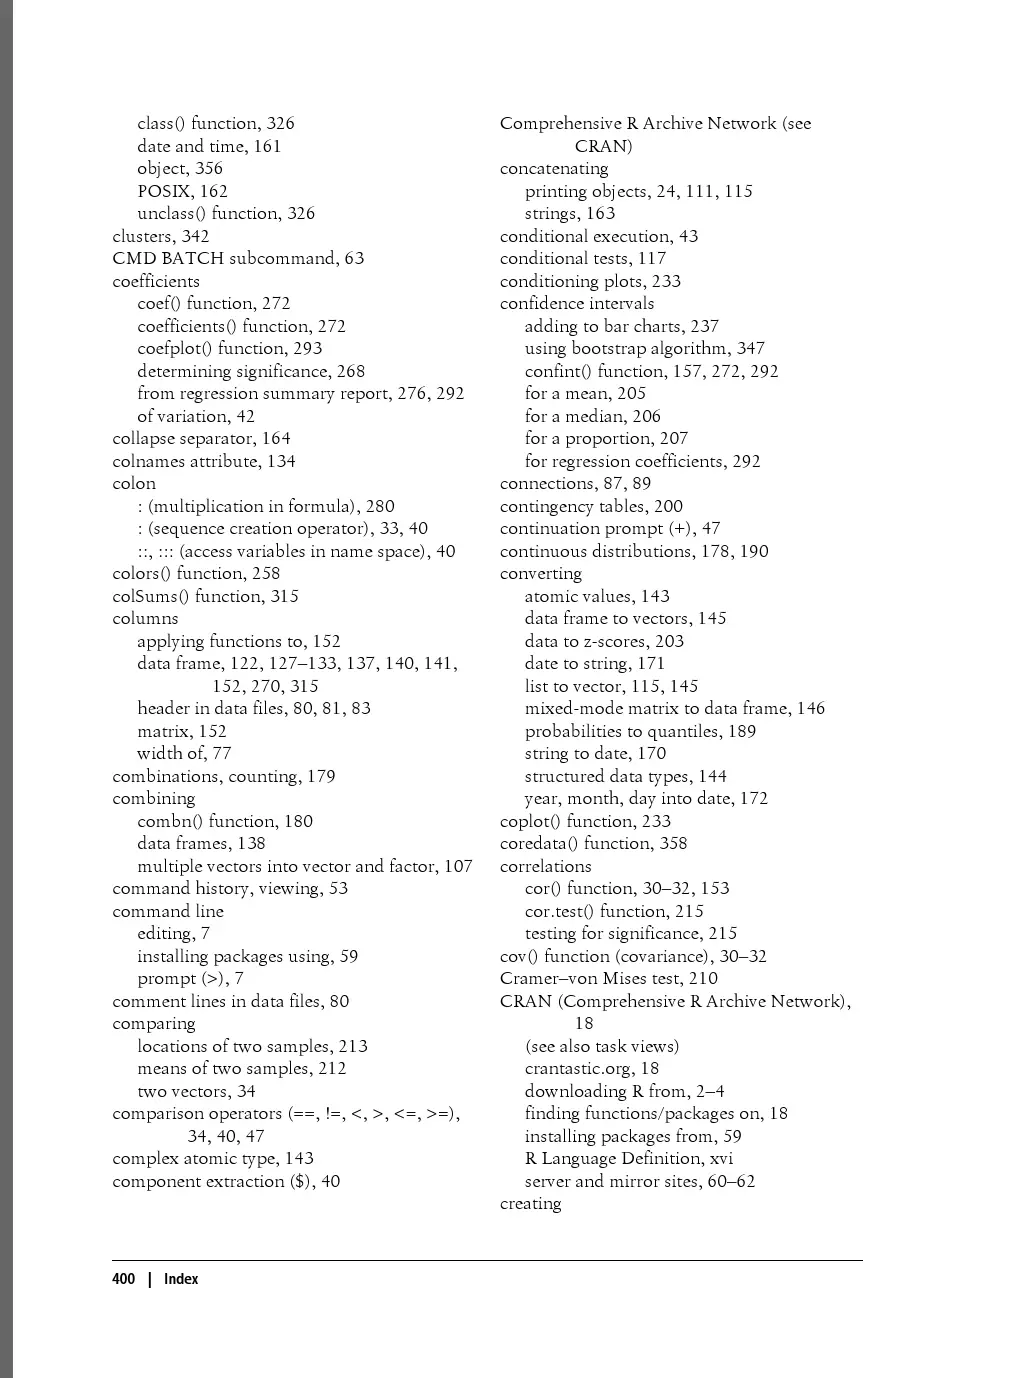 class() function, 326
date and time, 161
object, 356
POSIX, 162
unclass() function, 326
clusters, 342
CMD BATCH subcommand, 63
coefficients
coef() function, 272
coefficients() function, 272
coefplot() function, 293
determining significance, 268
from regression summary report, 276, 292
of variation, 42
collapse separator, 164
colnames attribute, 134
colon
: (multiplication in formula), 280
: (sequence creation operator), 33, 40
::, ::: (access variables in name space), 40
colors() function, 258
colSums() function, 315
columns
applying functions to, 152
data frame, 122, 127–133, 137, 140, 141,
152, 270, 315
header in data files, 80, 81, 83
matrix, 152
width of, 77
combinations, counting, 179
combining
combn() function, 180
data frames, 138
multiple vectors into vector and factor, 107
command history, viewing, 53
command line
editing, 7
installing packages using, 59
prompt (>), 7
comment lines in data files, 80
comparing
locations of two samples, 213
means of two samples, 212
two vectors, 34
comparison operators (==, !=, <, >, <=, >=),
34, 40, 47
complex atomic type, 143
component extraction ($), 40
Comprehensive R Archive Network (see
CRAN)
concatenating
printing objects, 24, 111, 115
strings, 163
conditional execution, 43
conditional tests, 117
conditioning plots, 233
confidence intervals
adding to bar charts, 237
using bootstrap algorithm, 347
confint() function, 157, 272, 292
for a mean, 205
for a median, 206
for a proportion, 207
for regression coefficients, 292
connections, 87, 89
contingency tables, 200
continuation prompt (+), 47
continuous distributions, 178, 190
converting
atomic values, 143
data frame to vectors, 145
data to z-scores, 203
date to string, 171
list to vector, 115, 145
mixed-mode matrix to data frame, 146
probabilities to quantiles, 189
string to date, 170
structured data types, 144
year, month, day into date, 172
coplot() function, 233
coredata() function, 358
correlations
cor() function, 30–32, 153
cor.test() function, 215
testing for significance, 215
cov() function (covariance), 30–32
Cramer–von Mises test, 210
CRAN (Comprehensive R Archive Network),
18
(see also task views)
crantastic.org, 18
downloading R from, 2–4
finding functions/packages on, 18
installing packages from, 59
R Language Definition, xvi
server and mirror sites, 60–62
creating
400 | Index